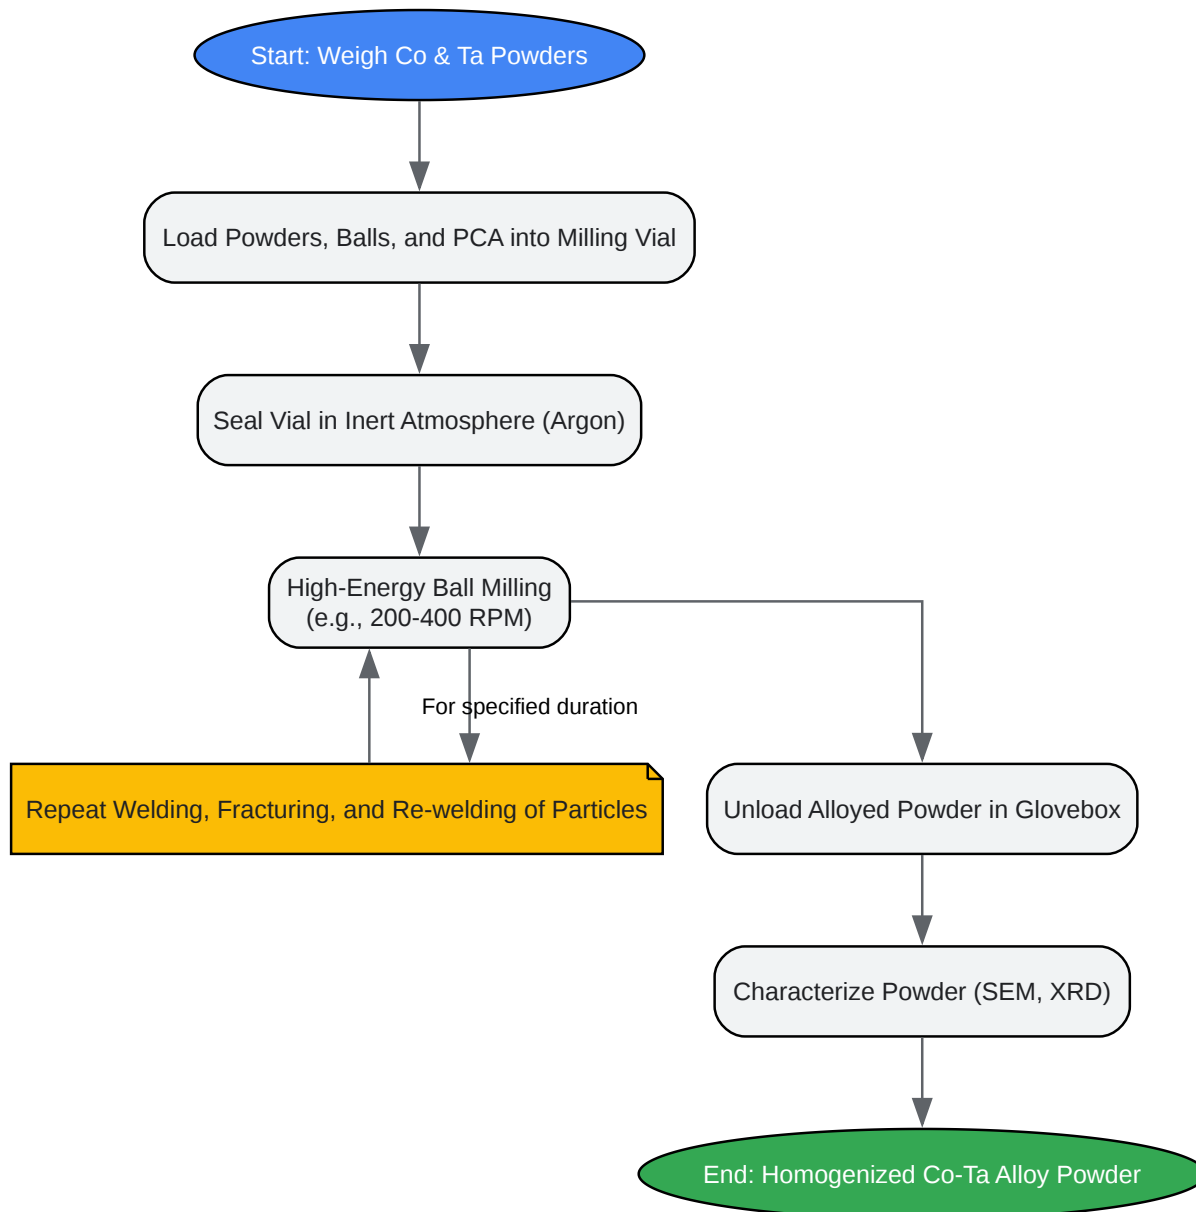 Start: Weigh Co & Ta Powders
Load Powders, Balls, and PCA into Milling Vial
Seal Vial in Inert Atmosphere (Argon)
High-Energy Ball Milling
(e.g., 200-400 RPM)
For specified duration
Repeat Welding, Fracturing, and Re-welding of Particles
Unload Alloyed Powder in Glovebox
Characterize Powder (SEM, XRD)
End: Homogenized Co-Ta Alloy Powder